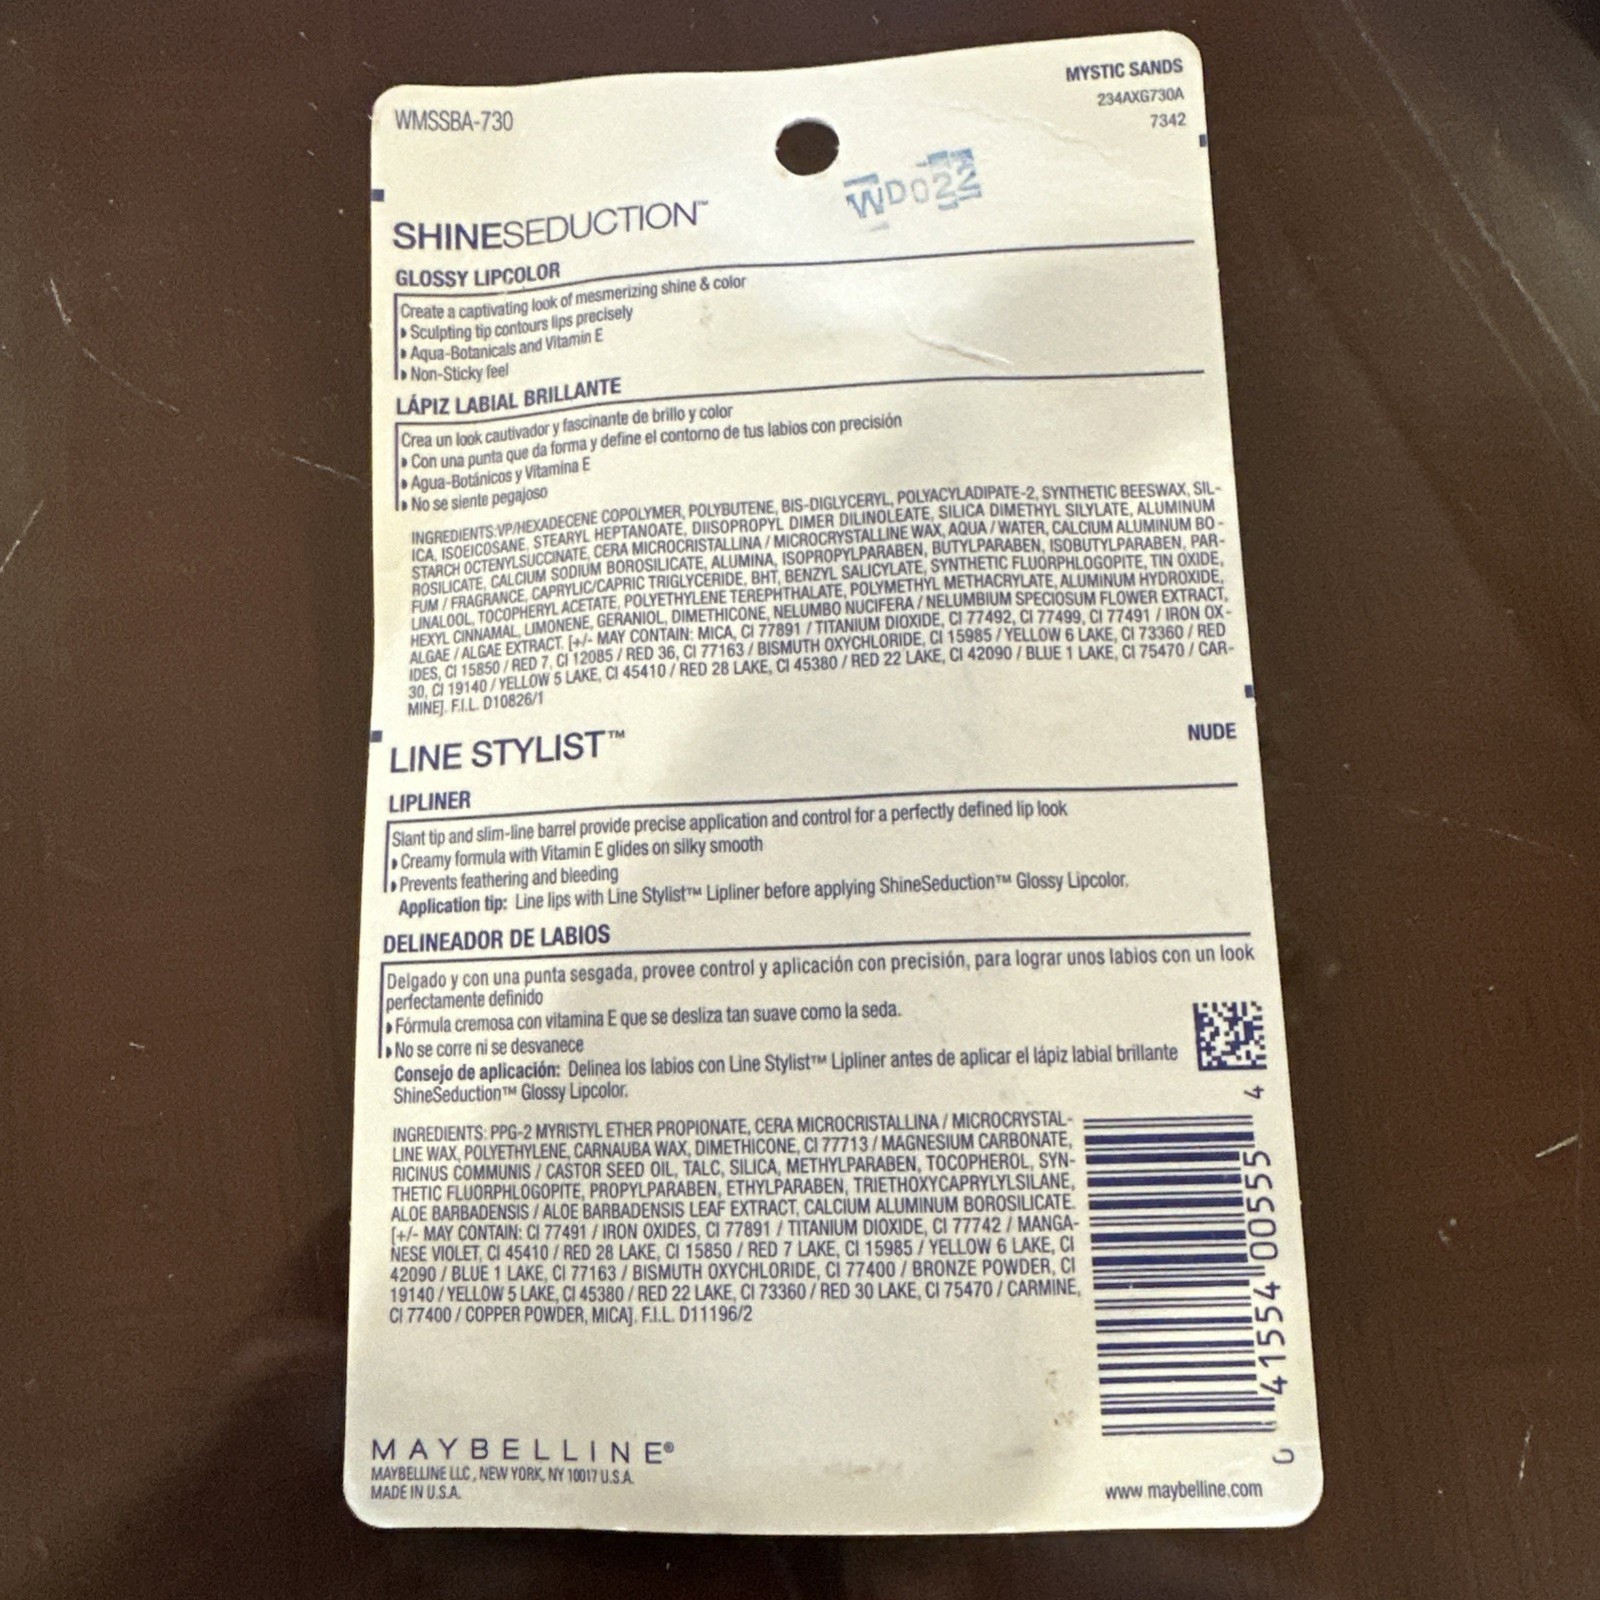 WMSSBA-730
MYSTIC SANDS
234AXG730A
7342
WD022
SHINESEDUCTION™
GLOSSY LIPCOLOR
Create a captivating look of mesmerizing shine & color
Sculpting tip contours lips precisely
Aqua-Botanicals and Vitamin E
Non-Sticky feel
LÁPIZ LABIAL BRILLANTE
Crea un look cautivador y fascinante de brillo y color
Con una punta que da forma y define el contorno de tus labios con precisión
Agua-Botánicos y Vitamina E
No se siente pegajoso
INGREDIENTS:VP/HEXADECENE COPOLYMER, POLYBUTENE, BIS-DIGLYCERYL, POLYACYLADIPATE-2, SYNTHETIC BEESWAX, SIL-
ICA, ISOEICOSANE, STEARYL HEPTANOATE, DIISOPROPYL DIMER DILINOLEATE, SILICA DIMETHYL SILYLATE, ALUMINUM
STARCH OCTENYLSUCCINATE, CERA MICROCRISTALLINA / MICROCRYSTALLINE WAX, AQUA / WATER, CALCIUM ALUMINUM BO-
ROSILICATE, CALCIUM SODIUM BOROSILICATE, ALUMINA, ISOPROPYLPARABEN, BUTYLPARABEN, ISOBUTYLPARABEN, PAR-
FUM / FRAGRANCE, CAPRYLIC/CAPRIC TRIGLYCERIDE, BHT, BENZYL SALICYLATE, SYNTHETIC FLUORPHLOGOPITE, TIN OXIDE,
LINALOOL, TOCOPHERYL ACETATE, POLYETHYLENE TEREPHTHALATE, POLYMETHYL METHACRYLATE, ALUMINUM HYDROXIDE,
HEXYL CINNAMAL, LIMONENE, GERANIOL, DIMETHICONE, NELUMBO NUCIFERA / NELUMBIUM SPECIOSUM FLOWER EXTRACT,
ALGAE / ALGAE EXTRACT. [+/- MAY CONTAIN: MICA, CI 77891 / TITANIUM DIOXIDE, CI 77492, CI 77499, CI 77491 / IRON OX-
IDES, CI 15850 / RED 7, CI 12085 / RED 36, CI 77163 / BISMUTH OXYCHLORIDE, CI 15985 / YELLOW 6 LAKE, CI 73360 / RED
30, CI 19140 / YELLOW 5 LAKE, CI 45410 / RED 28 LAKE, CI 45380 / RED 22 LAKE, CI 42090 / BLUE 1 LAKE, CI 75470 / CAR-
MINE]. F.I.L. D10826/1
LINE STYLIST™
NUDE
LIPLINER
Slant tip and slim-line barrel provide precise application and control for a perfectly defined lip look
Creamy formula with Vitamin E glides on silky smooth
Prevents feathering and bleeding
Application tip: Line lips with Line Stylist™ Lipliner before applying ShineSeduction™ Glossy Lipcolor.
DELINEADOR DE LABIOS
Delgado y con una punta sesgada, provee control y aplicación con precisión, para lograr unos labios con un look
perfectamente definido
Fórmula cremosa con vitamina E que se desliza tan suave como la seda.
No se corre ni se desvanece
Consejo de aplicación: Delinea los labios con Line Stylist™ Lipliner antes de aplicar el lápiz labial brillante
ShineSeduction™ Glossy Lipcolor.
INGREDIENTS: PPG-2 MYRISTYL ETHER PROPIONATE, CERA MICROCRISTALLINA / MICROCRYSTAL-
LINE WAX, POLYETHYLENE, CARNAUBA WAX, DIMETHICONE, CI 77713 / MAGNESIUM CARBONATE,
RICINUS COMMUNIS / CASTOR SEED OIL, TALC, SILICA, METHYLPARABEN, TOCOPHEROL, SYN-
THETIC FLUORPHLOGOPITE, PROPYLPARABEN, ETHYLPARABEN, TRIETHOXYCAPRYLYLSILANE,
ALOE BARBADENSIS / ALOE BARBADENSIS LEAF EXTRACT, CALCIUM ALUMINUM BOROSILICATE.
[+/- MAY CONTAIN: CI 77491 / IRON OXIDES, CI 77891 / TITANIUM DIOXIDE, CI 77742 / MANGA-
NESE VIOLET, CI 45410 / RED 28 LAKE, CI 15850 / RED 7 LAKE, CI 15985 / YELLOW 6 LAKE, CI
42090 / BLUE 1 LAKE, CI 77163 / BISMUTH OXYCHLORIDE, CI 77400 / BRONZE POWDER, CI
19140 / YELLOW 5 LAKE, CI 45380 / RED 22 LAKE, CI 73360 / RED 30 LAKE, CI 75470 / CARMINE,
CI 77400 / COPPER POWDER, MICA]. F.I.L. D11196/2
0 41554 00555 4
MAYBELLINE®
MAYBELLINE LLC, NEW YORK, NY 10017 U.S.A.
MADE IN U.S.A.
www maybelline.com